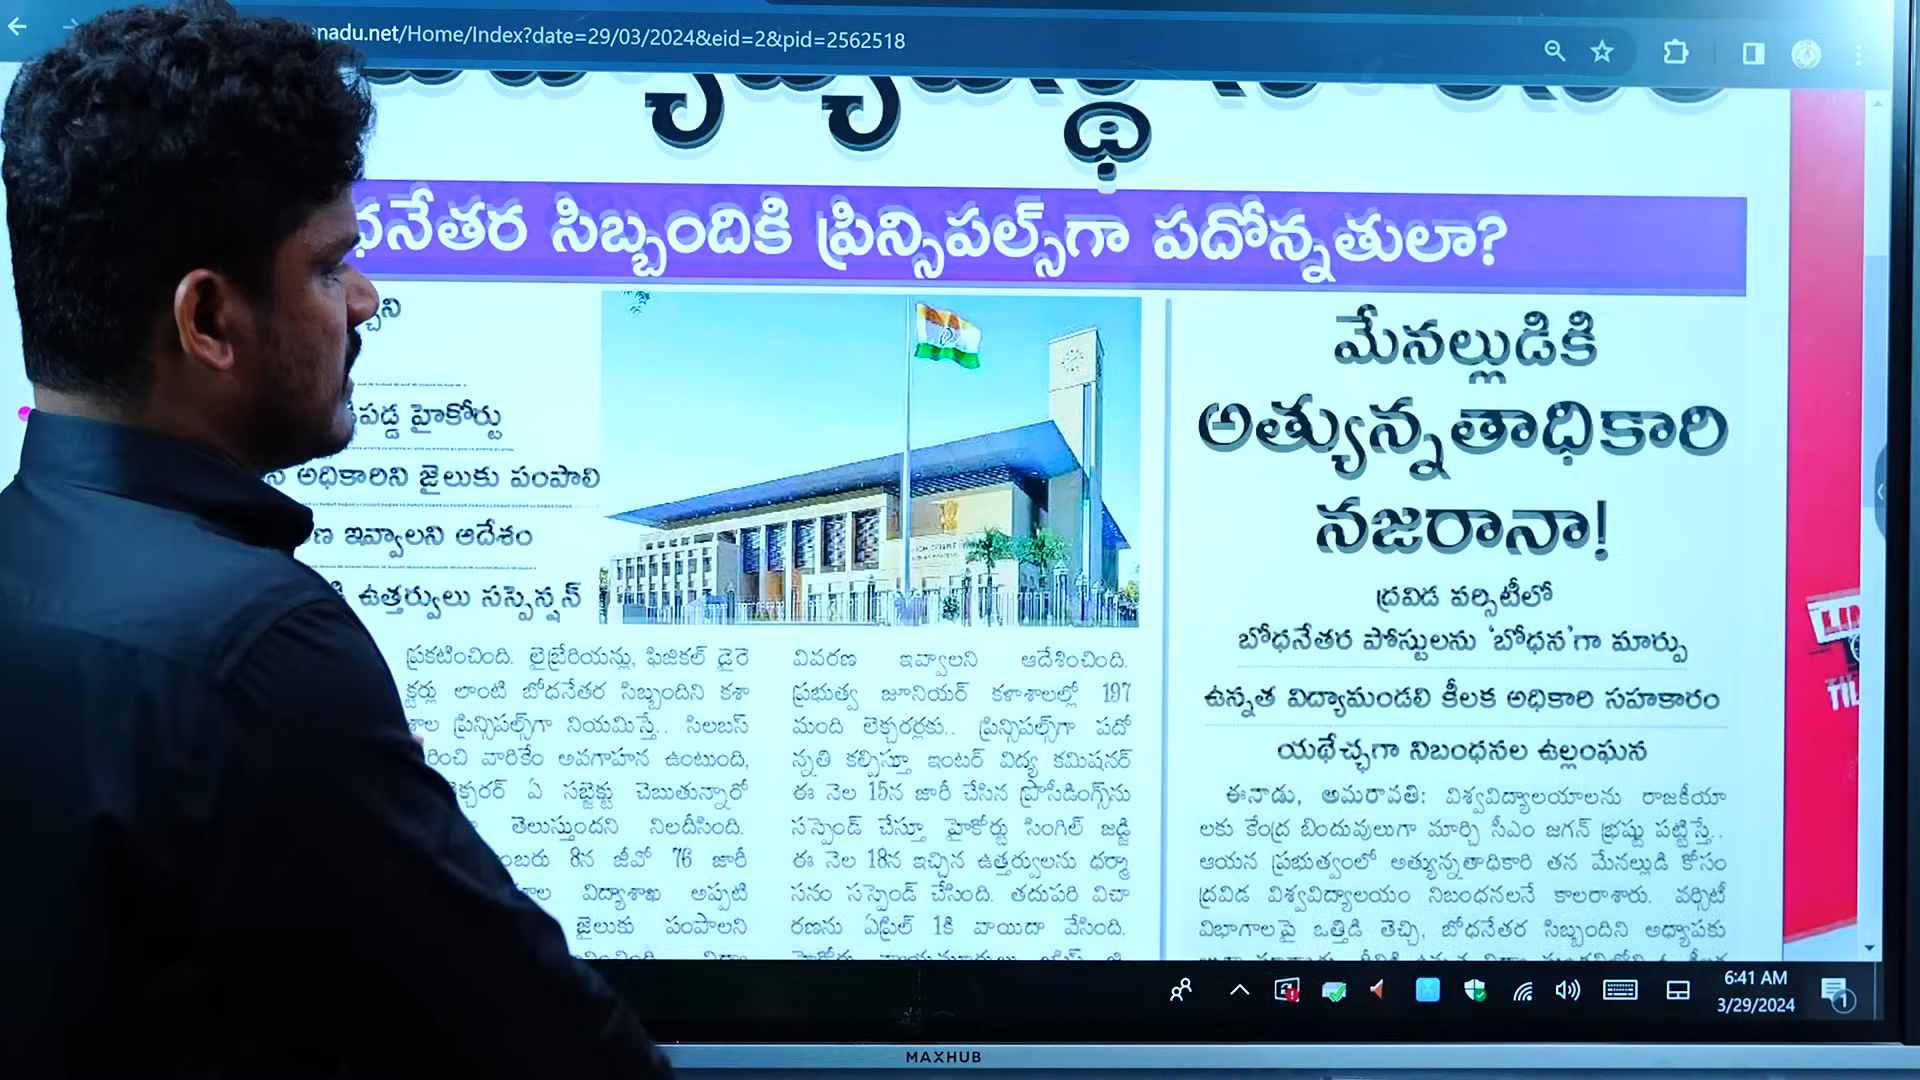 enadu.net/Home/Index?date=29/03/2024&eid=2&pid=2562518
సిబ్బందికి ప్రిన్సిపల్స్‌గా పదోన్నతులా?
హైకోర్టు
అధికారిని జైలుకు పంపాలి
ఇవ్వాలని ఆదేశం
ఉత్తర్వులు సస్పెన్షన్
ప్రకటించింది. లైబ్రేరియన్లు, ఫిజికల్ డైరె
క్టర్లు లాంటి బోధనేతర సిబ్బందిని కళా
శాల ప్రిన్సిపల్స్‌గా నియమిస్తే.. సిలబస్
వారికేం అవగాహన ఉంటుంది,
ఏ సబ్జెక్టు చెబుతున్నారో
తెలుస్తుందని నిలదీసింది.
8న జీవో 76 జారీ
విద్యాశాఖ అప్పటి
జైలుకు పంపాలని
వివరణ ఇవ్వాలని ఆదేశించింది.
ప్రభుత్వ జూనియర్ కళాశాలల్లో 197
మంది లెక్చరర్లకు.. ప్రిన్సిపల్స్‌గా పదో
న్నతి కల్పిస్తూ ఇంటర్ విద్య కమిషనర్
ఈ నెల 15న జారీ చేసిన ప్రొసీడింగ్స్‌ను
సస్పెండ్ చేస్తూ హైకోర్టు సింగిల్ జడ్జి
ఈ నెల 18న ఇచ్చిన ఉత్తర్వులను ధర్మా
సనం సస్పెండ్ చేసింది. తదుపరి విచా
రణను ఏప్రిల్ 1కి వాయిదా వేసింది.
మేనల్లుడికి
అత్యున్నతాధికారి
నజరానా!
ద్రవిడ వర్సిటీలో
బోధనేతర పోస్టులను ‘బోధన’గా మార్పు
ఉన్నత విద్యామండలి కీలక అధికారి సహకారం
యథేచ్ఛగా నిబంధనల ఉల్లంఘన
ఈనాడు, అమరావతి: విశ్వవిద్యాలయాలను రాజకీయా
లకు కేంద్ర బిందువులుగా మార్చి సీఎం జగన్ భ్రష్టు పట్టిస్తే..
ఆయన ప్రభుత్వంలో అత్యున్నతాధికారి తన మేనల్లుడి కోసం
ద్రవిడ విశ్వవిద్యాలయం నిబంధనలనే కాలరాశారు. వర్సిటీ
విభాగాలపై ఒత్తిడి తెచ్చి, బోధనేతర సిబ్బందిని అధ్యాపకు
6:41 AM
3/29/2024
1
MAXHUB